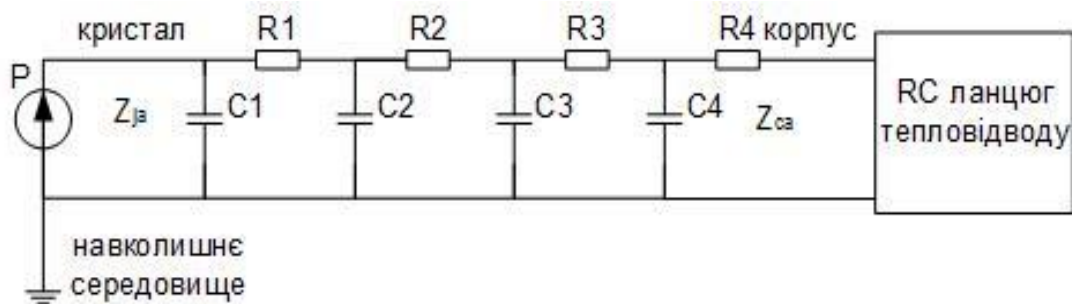 кристал
R1
R2
R3
R4 корпус
P
Zja
C1
C2
C3
C4
Zca
RC ланцюг
тепловідводу
навколишнє
середовище